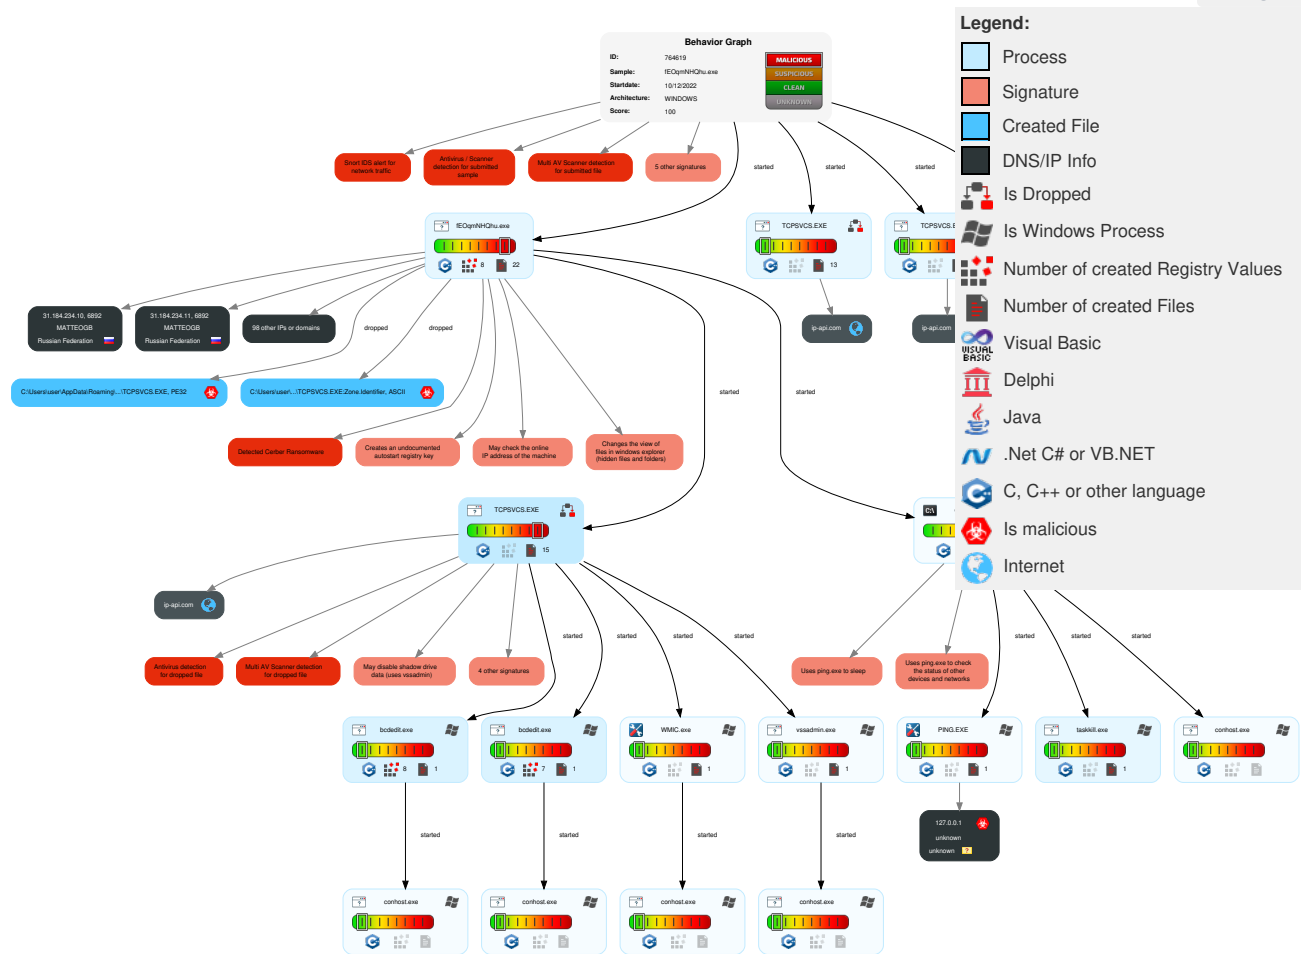 Behavior Graph
ID: 764619
Sample: fEOqmNHQhu.exe
Startdate: 10/12/2022
Architecture: WINDOWS
Score: 100
MALICIOUS
SUSPICIOUS
CLEAN
UNKNOWN
Legend:
Process
Signature
Created File
DNS/IP Info
Is Dropped
Is Windows Process
Number of created Registry Values
Number of created Files
Visual Basic
Delphi
Java
.Net C# or VB.NET
C, C++ or other language
Is malicious
Internet
VISUAL
BASIC
Snort IDS alert for
network traffic
Antivirus / Scanner
detection for submitted
sample
Multi AV Scanner detection
for submitted file
5 other signatures
started
started
started
fEOqmNHQhu.exe
8
22
TCPSVCS.EXE
13
TCPSVCS.E
31.184.234.10, 6892
MATTEOGB
Russian Federation
31.184.234.11, 6892
MATTEOGB
Russian Federation
98 other IPs or domains
dropped
dropped
ip-api.com
ip-api.com
C:\Users\user\AppData\Roaming\...\TCPSVCS.EXE, PE32
C:\Users\user\...\TCPSVCS.EXE:Zone.Identifier, ASCII
started
started
Detected Cerber Ransomware
Creates an undocumented
autostart registry key
May check the online
IP address of the machine
Changes the view of
files in windows explorer
(hidden files and folders)
TCPSVCS.EXE
15
C:\
ip-api.com
started
started
started
started
started
started
started
Antivirus detection
for dropped file
Multi AV Scanner detection
for dropped file
May disable shadow drive
data (uses vssadmin)
4 other signatures
Uses ping.exe to sleep
Uses ping.exe to check
the status of other
devices and networks
bcdedit.exe
8
1
bcdedit.exe
7
1
WMIC.exe
1
vssadmin.exe
1
PING.EXE
1
taskkill.exe
1
conhost.exe
started
started
started
started
127.0.0.1
unknown
unknown
conhost.exe
conhost.exe
conhost.exe
conhost.exe